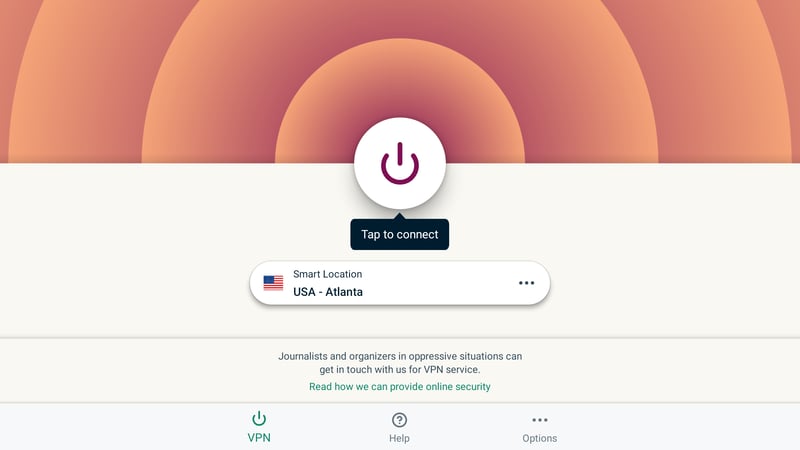 Tap to connect
Smart Location
USA - Atlanta
Journalists and organizers in oppressive situations can
get in touch with us for VPN service.
Read how we can provide online security
VPN
Help
Options